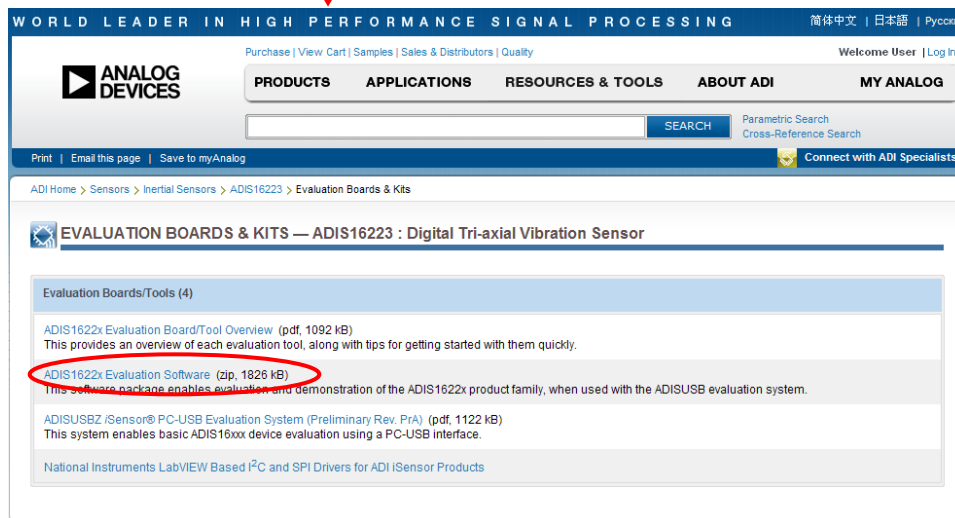 WORLD LEADER IN HIGH PERFORMANCE SIGNAL PROCESSING 简体中文 | 日本語 | Русск
Purchase | View Cart | Samples | Sales & Distributors | Quality Welcome User | Log In
ANALOG DEVICES
PRODUCTS APPLICATIONS RESOURCES & TOOLS ABOUT ADI MY ANALOG
SEARCH
Parametric Search
Cross-Reference Search
Print | Email this page | Save to myAnalog Connect with ADI Specialists
ADI Home > Sensors > Inertial Sensors > ADIS16223 > Evaluation Boards & Kits
EVALUATION BOARDS & KITS — ADIS16223 : Digital Tri-axial Vibration Sensor
Evaluation Boards/Tools (4)
ADIS1622x Evaluation Board/Tool Overview (pdf, 1092 kB)
This provides an overview of each evaluation tool, along with tips for getting started with them quickly.
ADIS1622x Evaluation Software (zip, 1826 kB)
This software package enables evaluation and demonstration of the ADIS1622x product family, when used with the ADISUSB evaluation system.
ADISUSBZ iSensor® PC-USB Evaluation System (Preliminary Rev. PrA) (pdf, 1122 kB)
This system enables basic ADIS16xxx device evaluation using a PC-USB interface.
National Instruments LabVIEW Based I²C and SPI Drivers for ADI iSensor Products